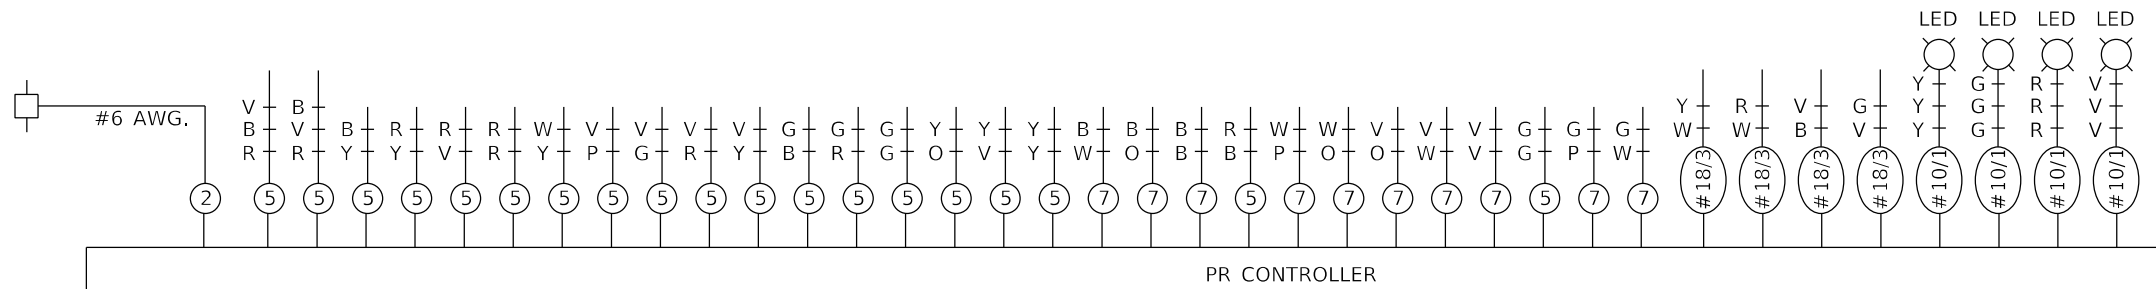 LED LED LED LED
Y G R V
V B Y R V G Y G R V
#6 AWG.
B V B R R R W V V V V G G G Y Y Y B B B R W W V V V G G G W W B V Y G R V
R R Y Y V R Y P G R Y B R G O V Y W O B B P O O W V G P W
#18/3 #18/3 #18/3 #18/3 #10/1 #10/1 #10/1 #10/1
2 5 5 5 5 5 5 5 5 5 5 5 5 5 5 5 5 5 7 7 7 5 7 7 7 7 7 5 7 7
PR CONTROLLER